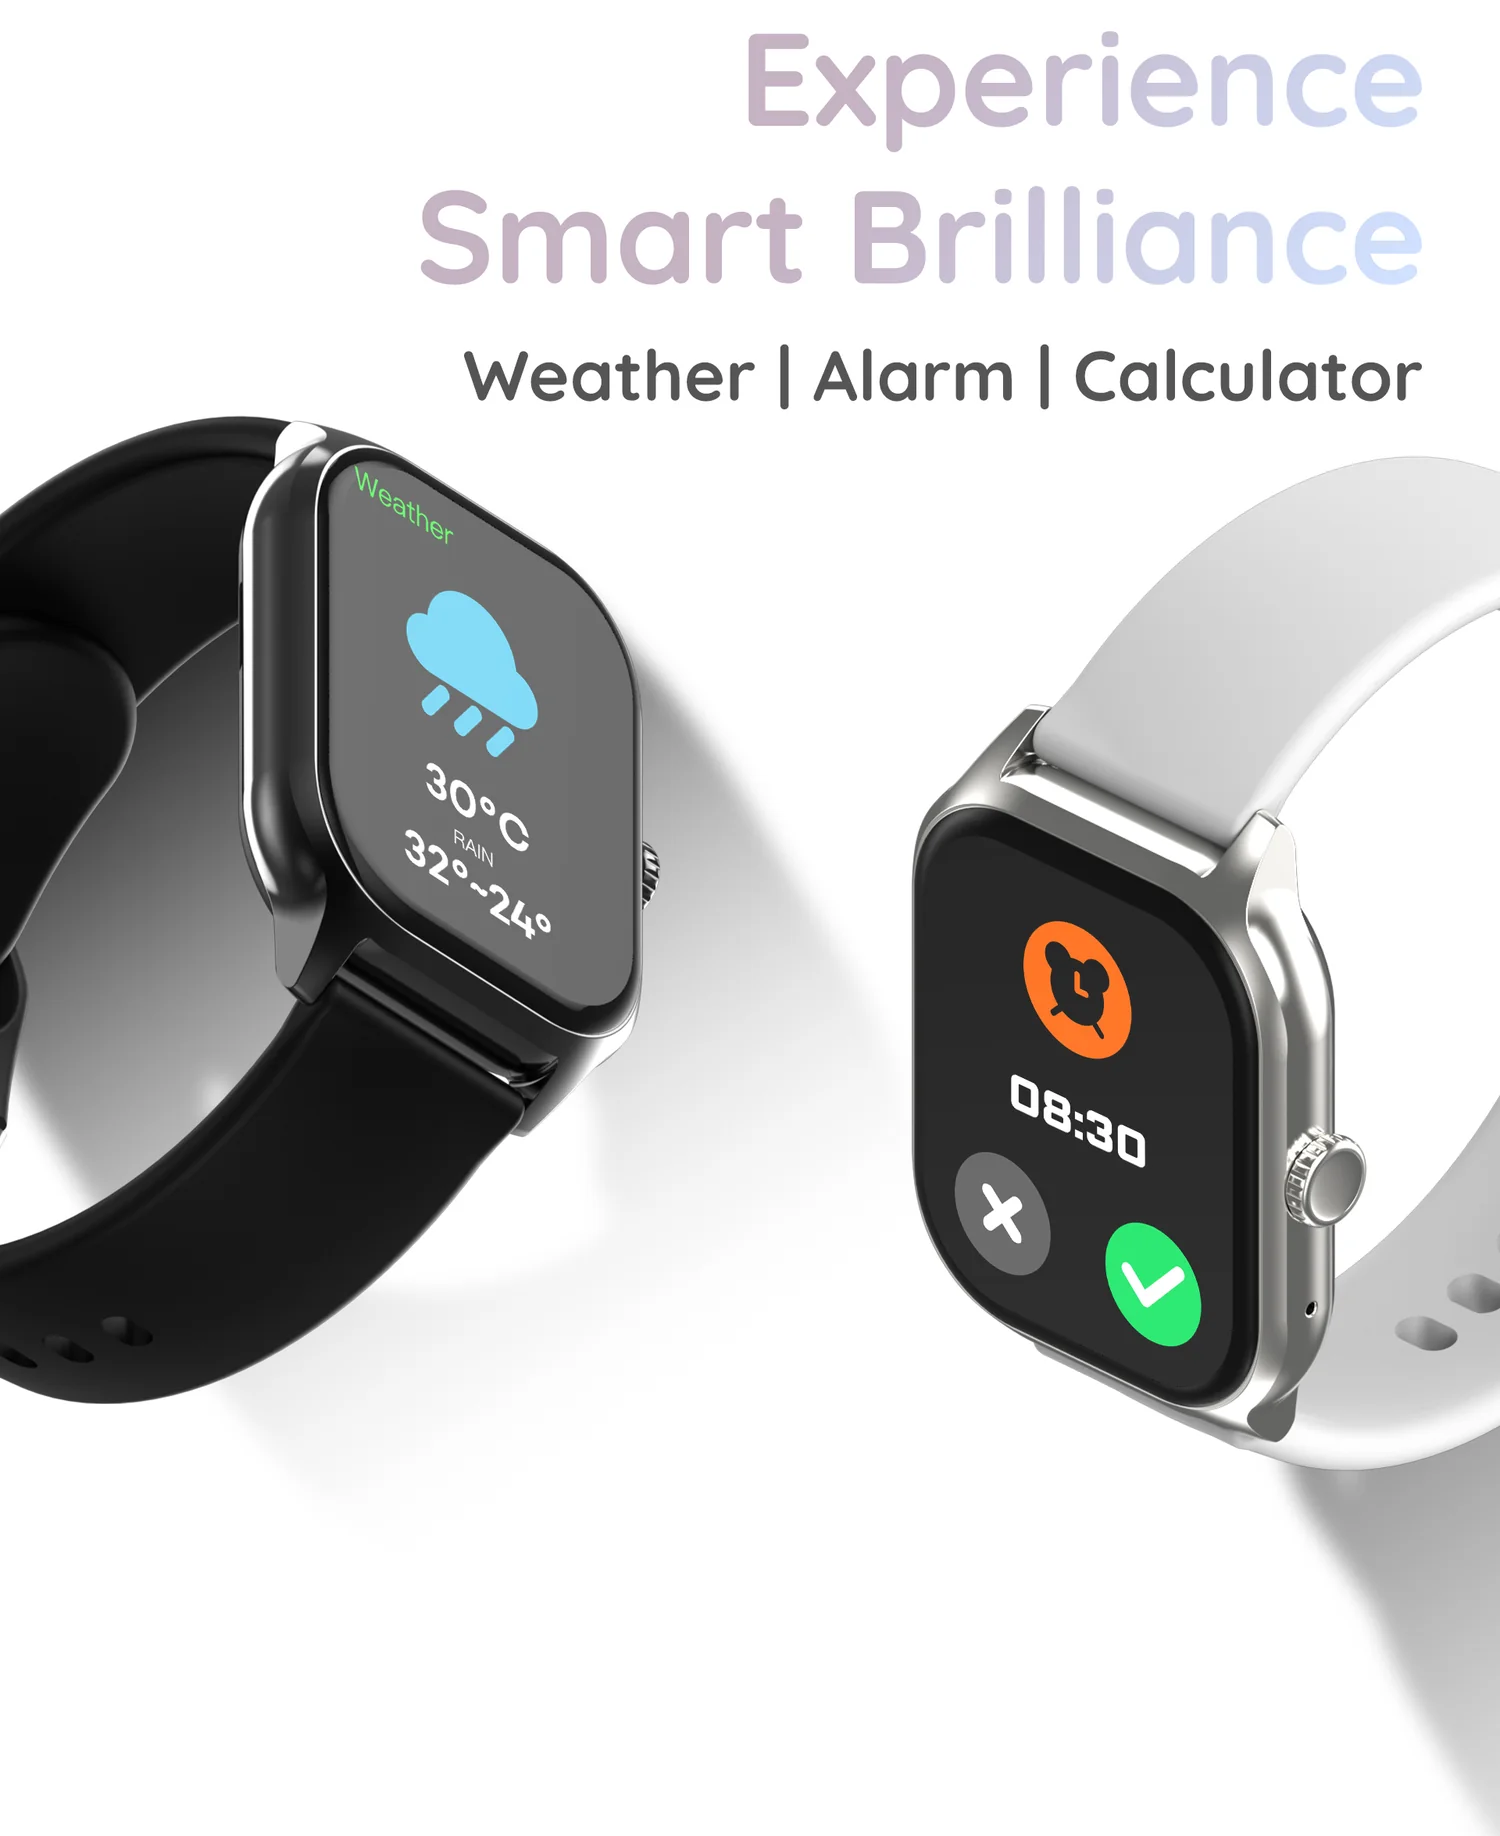 Experience
Smart Brilliance
Weather | Alarm | Calculator
Weather
30°C
RAIN
32°~24°
08:30